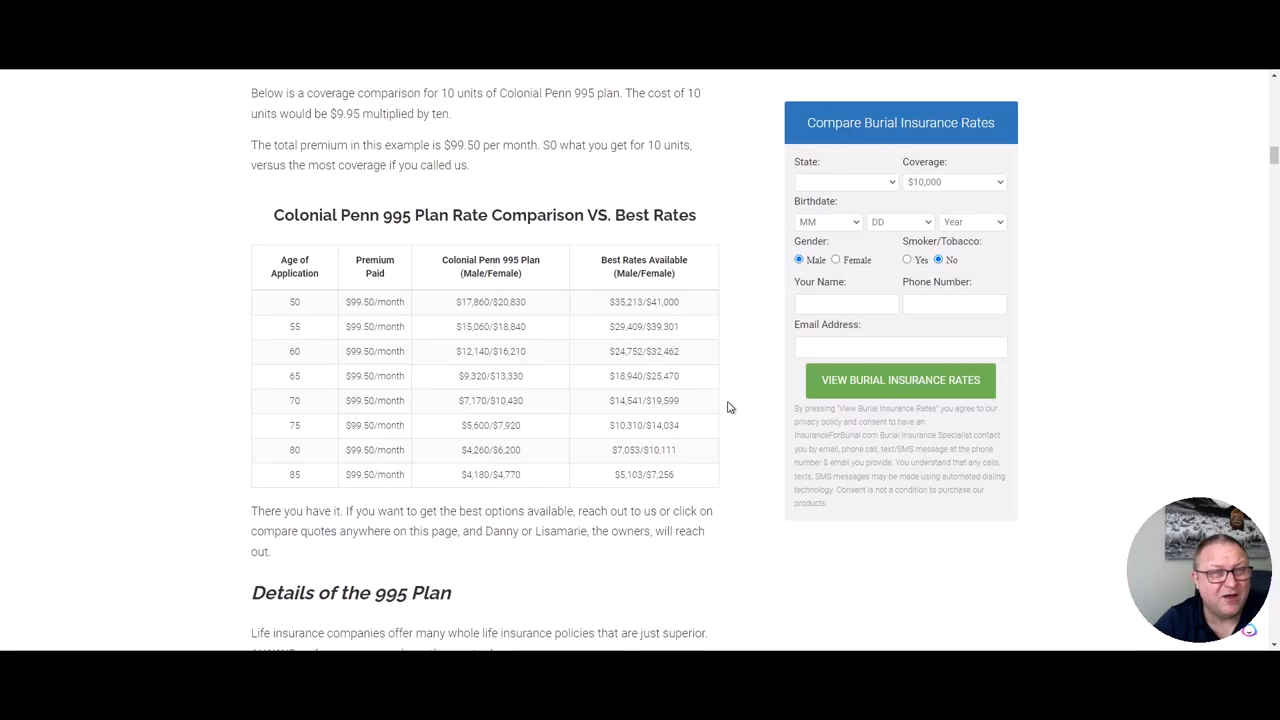 Below is a coverage comparison for 10 units of Colonial Penn 995 plan. The cost of 10
units would be $9.95 multiplied by ten.
The total premium in this example is $99.50 per month. S0 what you get for 10 units,
versus the most coverage if you called us.
Colonial Penn 995 Plan Rate Comparison VS. Best Rates
Age of Application Premium Paid Colonial Penn 995 Plan (Male/Female) Best Rates Available (Male/Female)
50 $99.50/month $17,860/$20,830 $35,213/$41,000
55 $99.50/month $15,060/$18,840 $29,409/$39,301
60 $99.50/month $12,140/$16,210 $24,752/$32,462
65 $99.50/month $9,320/$13,330 $18,940/$25,470
70 $99.50/month $7,170/$10,430 $14,541/$19,599
75 $99.50/month $5,600/$7,920 $10,310/$14,034
80 $99.50/month $4,260/$6,200 $7,053/$10,111
85 $99.50/month $4,180/$4,770 $5,103/$7,256
There you have it. If you want to get the best options available, reach out to us or click on
compare quotes anywhere on this page, and Danny or Lisamarie, the owners, will reach
out.
Details of the 995 Plan
Life insurance companies offer many whole life insurance policies that are just superior.
Compare Burial Insurance Rates
State: Coverage:
$10,000
Birthdate:
MM DD Year
Gender: Smoker/Tobacco:
Male Female Yes No
Your Name: Phone Number:
Email Address:
VIEW BURIAL INSURANCE RATES
By pressing "View Burial Insurance Rates" you agree to our
privacy policy and consent to have an
InsuranceForBurial.com Burial Insurance Specialist contact
you by email, phone call, text/SMS message at the phone
number & email you provide. You understand that any calls,
texts, SMS messages may be made using automated dialing
technology. Consent is not a condition to purchase our
products.